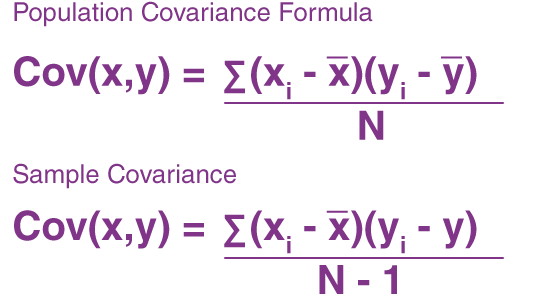 Population Covariance Formula
Cov(x,y) = ∑(xᵢ - x̅)(yᵢ - y̅)
N
Sample Covariance
Cov(x,y) = ∑(xᵢ - x̅)(yᵢ - y)
N - 1